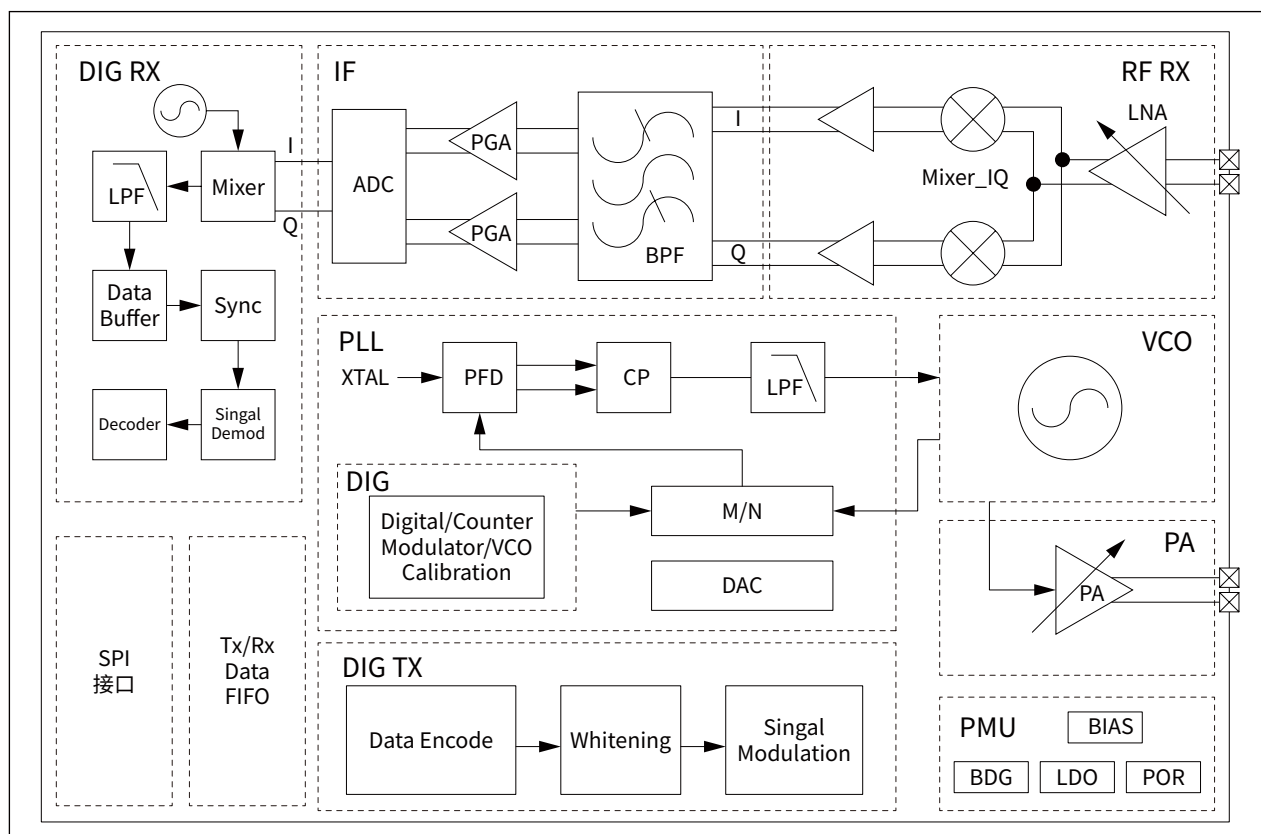 DIG RX
I
Q
LPF
Mixer
Data
Buffer
Sync
Decoder
Singal
Demod
IF
ADC
PGA
PGA
BPF
I
Q
RF RX
LNA
Mixer_IQ
PLL
XTAL
PFD
CP
LPF
DIG
Digital/Counter
Modulator/VCO
Calibration
M/N
DAC
VCO
PA
PA
SPI
接口
Tx/Rx
Data
FIFO
DIG TX
Data Encode
Whitening
Singal
Modulation
PMU
BIAS
BDG
LDO
POR